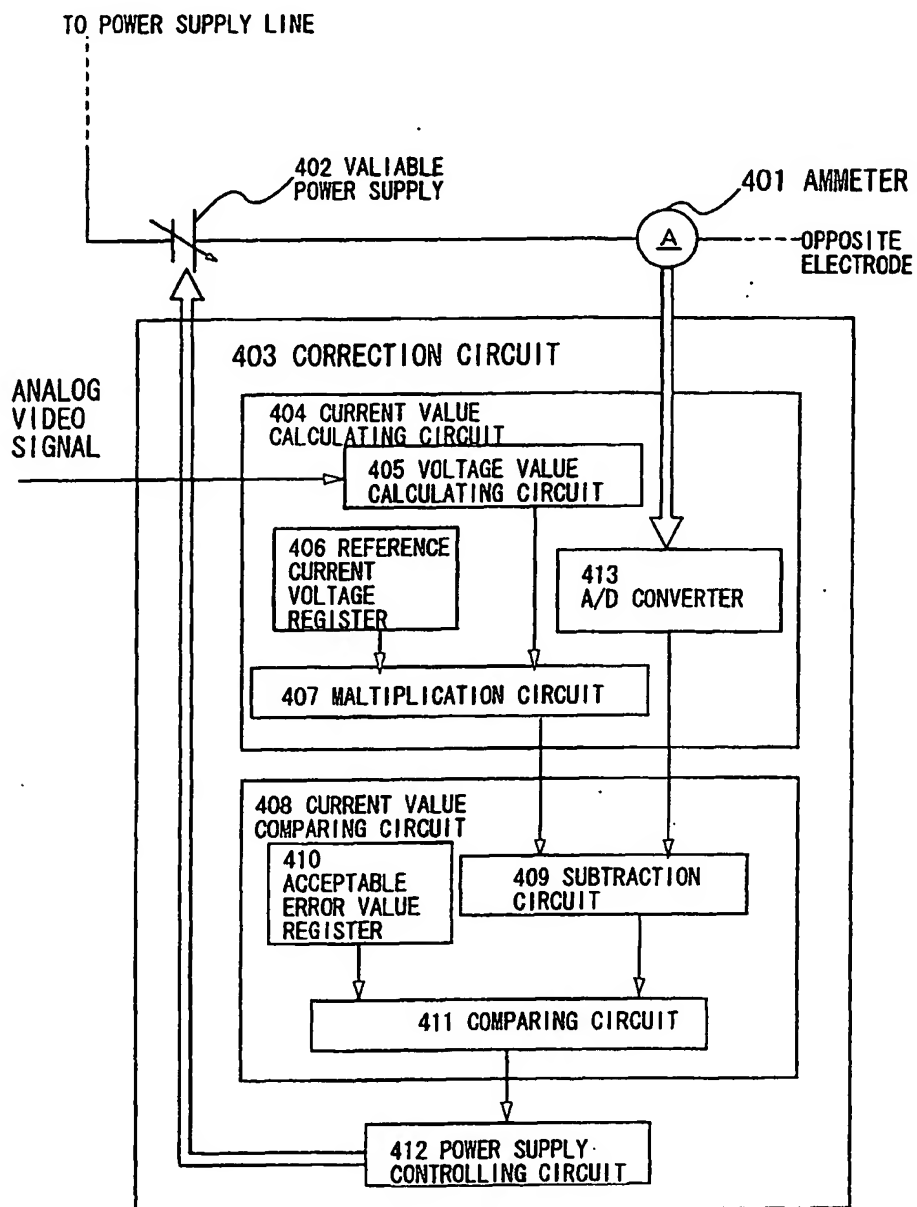 TO POWER SUPPLY LINE
402 VALIABLE
POWER SUPPLY
401 AMMETER
A
OPPOSITE
ELECTRODE
403 CORRECTION CIRCUIT
ANALOG
VIDEO
SIGNAL
404 CURRENT VALUE
CALCULATING CIRCUIT
405 VOLTAGE VALUE
CALCULATING CIRCUIT
406 REFERENCE
CURRENT
VOLTAGE
REGISTER
413
A/D CONVERTER
407 MALTIPLICATION CIRCUIT
408 CURRENT VALUE
COMPARING CIRCUIT
410
ACCEPTABLE
ERROR VALUE
REGISTER
409 SUBTRACTION
CIRCUIT
411 COMPARING CIRCUIT
412 POWER SUPPLY
CONTROLLING CIRCUIT